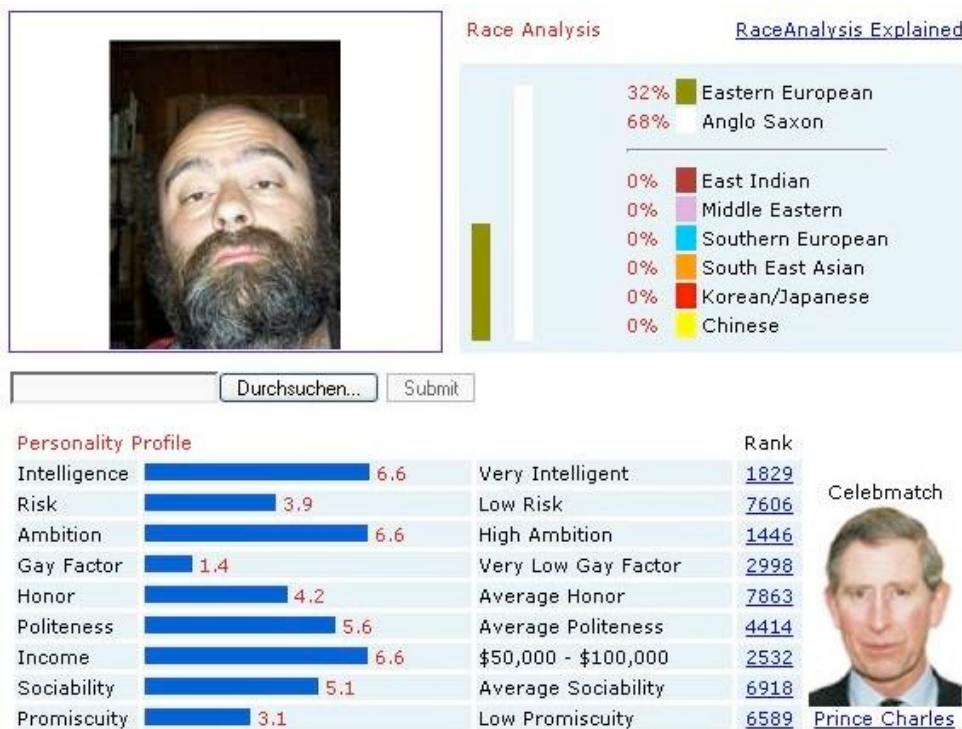 Race Analysis RaceAnalysis Explained
32% Eastern European
68% Anglo Saxon
0% East Indian
0% Middle Eastern
0% Southern European
0% South East Asian
0% Korean/Japanese
0% Chinese
Durchsuchen... Submit
Personality Profile Rank
Intelligence 6.6 Very Intelligent 1829
Risk 3.9 Low Risk 7606
Ambition 6.6 High Ambition 1446
Gay Factor 1.4 Very Low Gay Factor 2998
Honor 4.2 Average Honor 7863
Politeness 5.6 Average Politeness 4414
Income 6.6 $50,000 - $100,000 2532
Sociability 5.1 Average Sociability 6918
Promiscuity 3.1 Low Promiscuity 6589
Celebmatch
Prince Charles